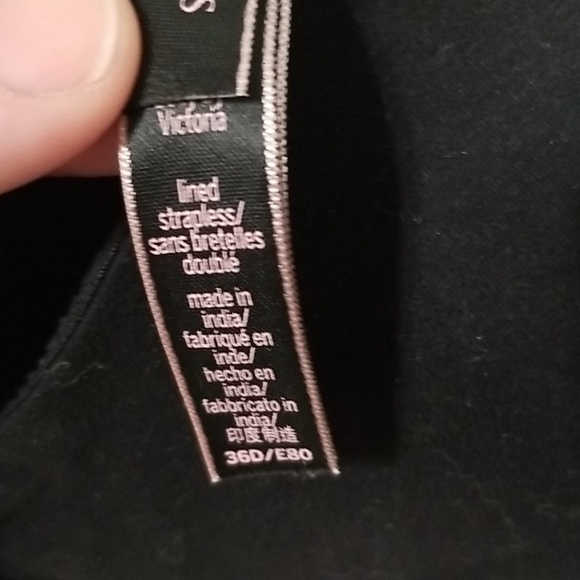 S
Victoria
lined
strapless/
sans bretelles
doublé
made in
india/
fabriqué en
inde/
hecho en
india/
fabbricato in
india/
印度制造
36D/E80